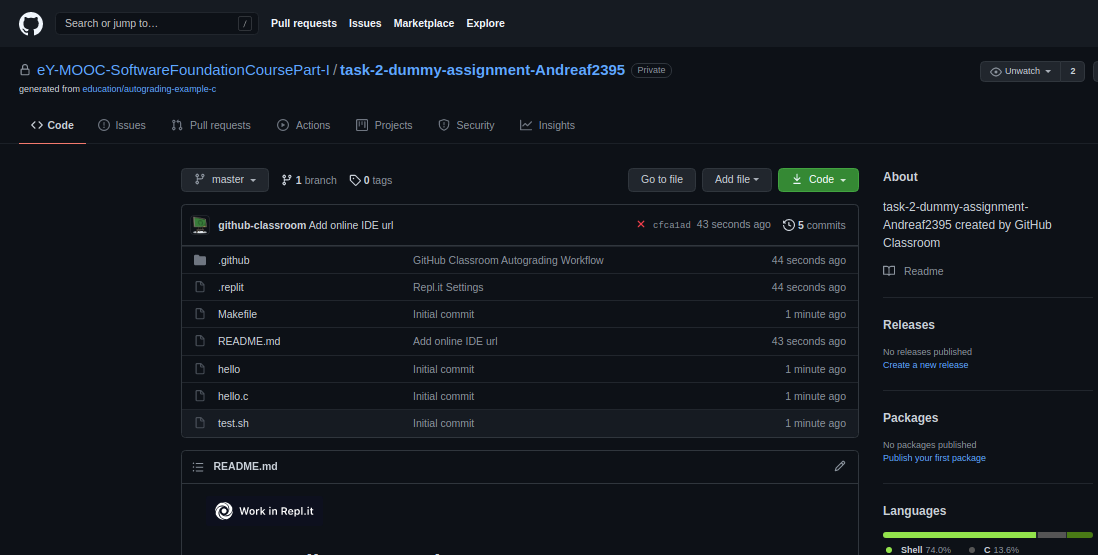 Search or jump to… /
Pull requests Issues Marketplace Explore
eY-MOOC-SoftwareFoundationCoursePart-I / task-2-dummy-assignment-Andreaf2395 Private
Unwatch 2
generated from education/autograding-example-c
Code Issues Pull requests Actions Projects Security Insights
master 1 branch 0 tags Go to file Add file Code
github-classroom Add online IDE url cfca1ad 43 seconds ago 5 commits
.github GitHub Classroom Autograding Workflow 44 seconds ago
.replit Repl.it Settings 44 seconds ago
Makefile Initial commit 1 minute ago
README.md Add online IDE url 43 seconds ago
hello Initial commit 1 minute ago
hello.c Initial commit 1 minute ago
test.sh Initial commit 1 minute ago
README.md
Work in Repl.it
About
task-2-dummy-assignment-
Andreaf2395 created by GitHub
Classroom
Readme
Releases
No releases published
Create a new release
Packages
No packages published
Publish your first package
Languages
Shell 74.0% C 13.6%